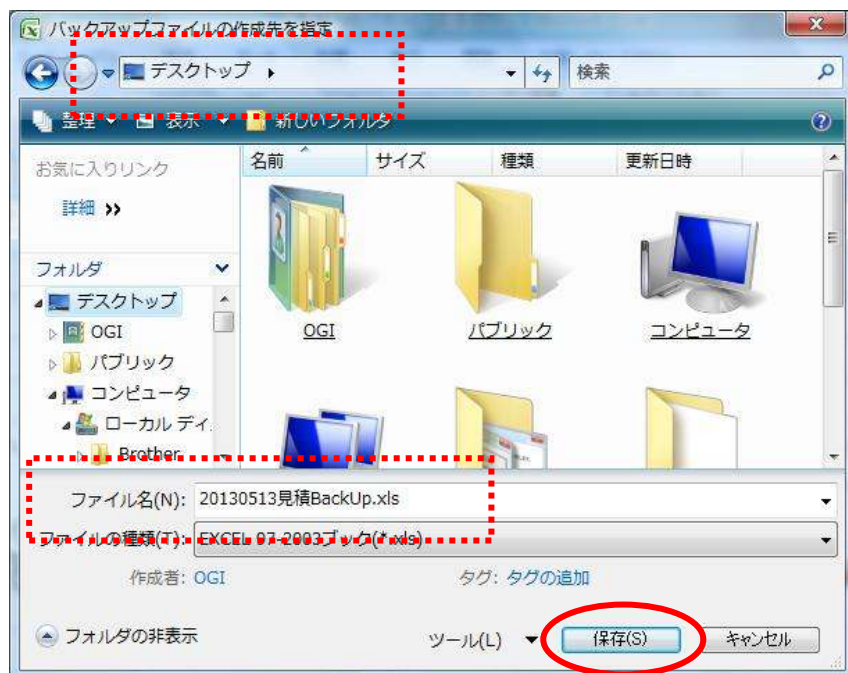 バックアップファイルの作成先を指定
デスクトップ
検索
整理 表示 新しいフォルダ
お気に入りリンク
詳細 »
名前 サイズ 種類 更新日時
フォルダ
デスクトップ
OGI
パブリック
コンピュータ
ローカル ディ
Brother
OGI パブリック コンピュータ
ファイル名(N): 20130513見積BackUp.xls
ファイルの種類(T): EXCEL 97-2003ブック(*.xls)
作成者: OGI タグ: タグの追加
フォルダの非表示 ツール(L) 保存(S) キャンセル